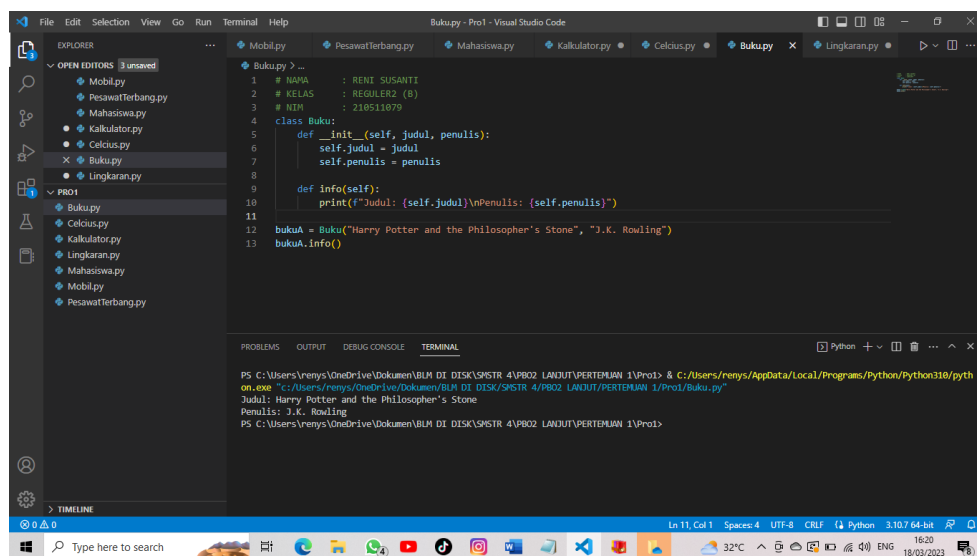 File Edit Selection View Go Run Terminal Help Buku.py - Pro1 - Visual Studio Code
EXPLORER
OPEN EDITORS 3 unsaved
Mobil.py
PesawatTerbang.py
Mahasiswa.py
Kalkulator.py
Celcius.py
Buku.py
Lingkaran.py
PRO1
Buku.py
Celcius.py
Kalkulator.py
Lingkaran.py
Mahasiswa.py
Mobil.py
PesawatTerbang.py
TIMELINE
Mobil.py PesawatTerbang.py Mahasiswa.py Kalkulator.py Celcius.py Buku.py Lingkaran.py
Buku.py > ...
1 # NAMA : RENI SUSANTI
2 # KELAS : REGULER2 (B)
3 # NIM : 210511079
4 class Buku:
5 def __init__(self, judul, penulis):
6 self.judul = judul
7 self.penulis = penulis
8
9 def info(self):
10 print(f"Judul: {self.judul}\nPenulis: {self.penulis}")
11
12 bukuA = Buku("Harry Potter and the Philosopher's Stone", "J.K. Rowling")
13 bukuA.info()
PROBLEMS OUTPUT DEBUG CONSOLE TERMINAL Python
PS C:\Users\renys\OneDrive\Dokumen\BLM DI DISK\SMSTR 4\PBO2 LANJUT\PERTEMUAN 1\Pro1> & C:/Users/renys/AppData/Local/Programs/Python/Python310/pyth
on.exe "c:/Users/renys/OneDrive/Dokumen/BLM DI DISK/SMSTR 4/PBO2 LANJUT/PERTEMUAN 1/Pro1/Buku.py"
Judul: Harry Potter and the Philosopher's Stone
Penulis: J.K. Rowling
PS C:\Users\renys\OneDrive\Dokumen\BLM DI DISK\SMSTR 4\PBO2 LANJUT\PERTEMUAN 1\Pro1>
0 0 Ln 11, Col 1 Spaces: 4 UTF-8 CRLF Python 3.10.7 64-bit
Type here to search 32°C ENG 16:20
18/03/2023